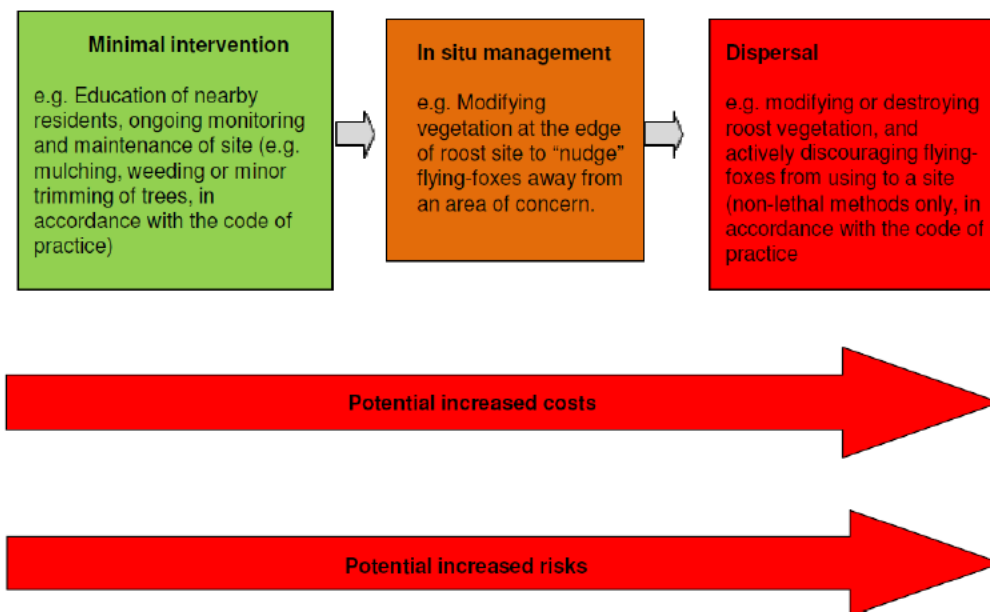 Minimal intervention
e.g. Education of nearby
residents, ongoing monitoring
and maintenance of site (e.g.
mulching, weeding or minor
trimming of trees, in
accordance with the code of
practice)
In situ management
e.g. Modifying
vegetation at the edge
of roost site to “nudge”
flying-foxes away from
an area of concern.
Dispersal
e.g. modifying or destroying
roost vegetation, and
actively discouraging flying-
foxes from using to a site
(non-lethal methods only, in
accordance with the code of
practice
Potential increased costs
Potential increased risks